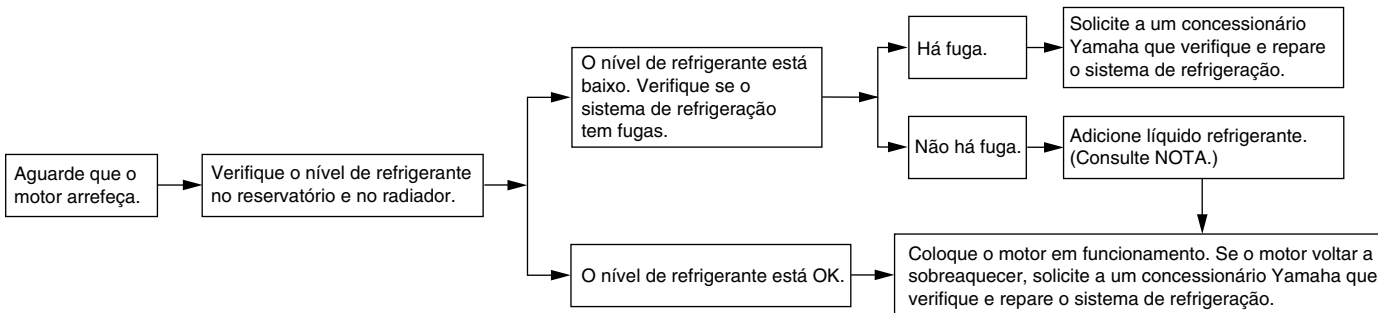 Aguarde que o
motor arrefeça.
Verifique o nível de refrigerante
no reservatório e no radiador.
O nível de refrigerante está
baixo. Verifique se o
sistema de refrigeração
tem fugas.
Há fuga.
Solicite a um concessionário
Yamaha que verifique e repare
o sistema de refrigeração.
Não há fuga.
Adicione líquido refrigerante.
(Consulte NOTA.)
O nível de refrigerante está OK.
Coloque o motor em funcionamento. Se o motor voltar a
sobreaquecer, solicite a um concessionário Yamaha que
verifique e repare o sistema de refrigeração.